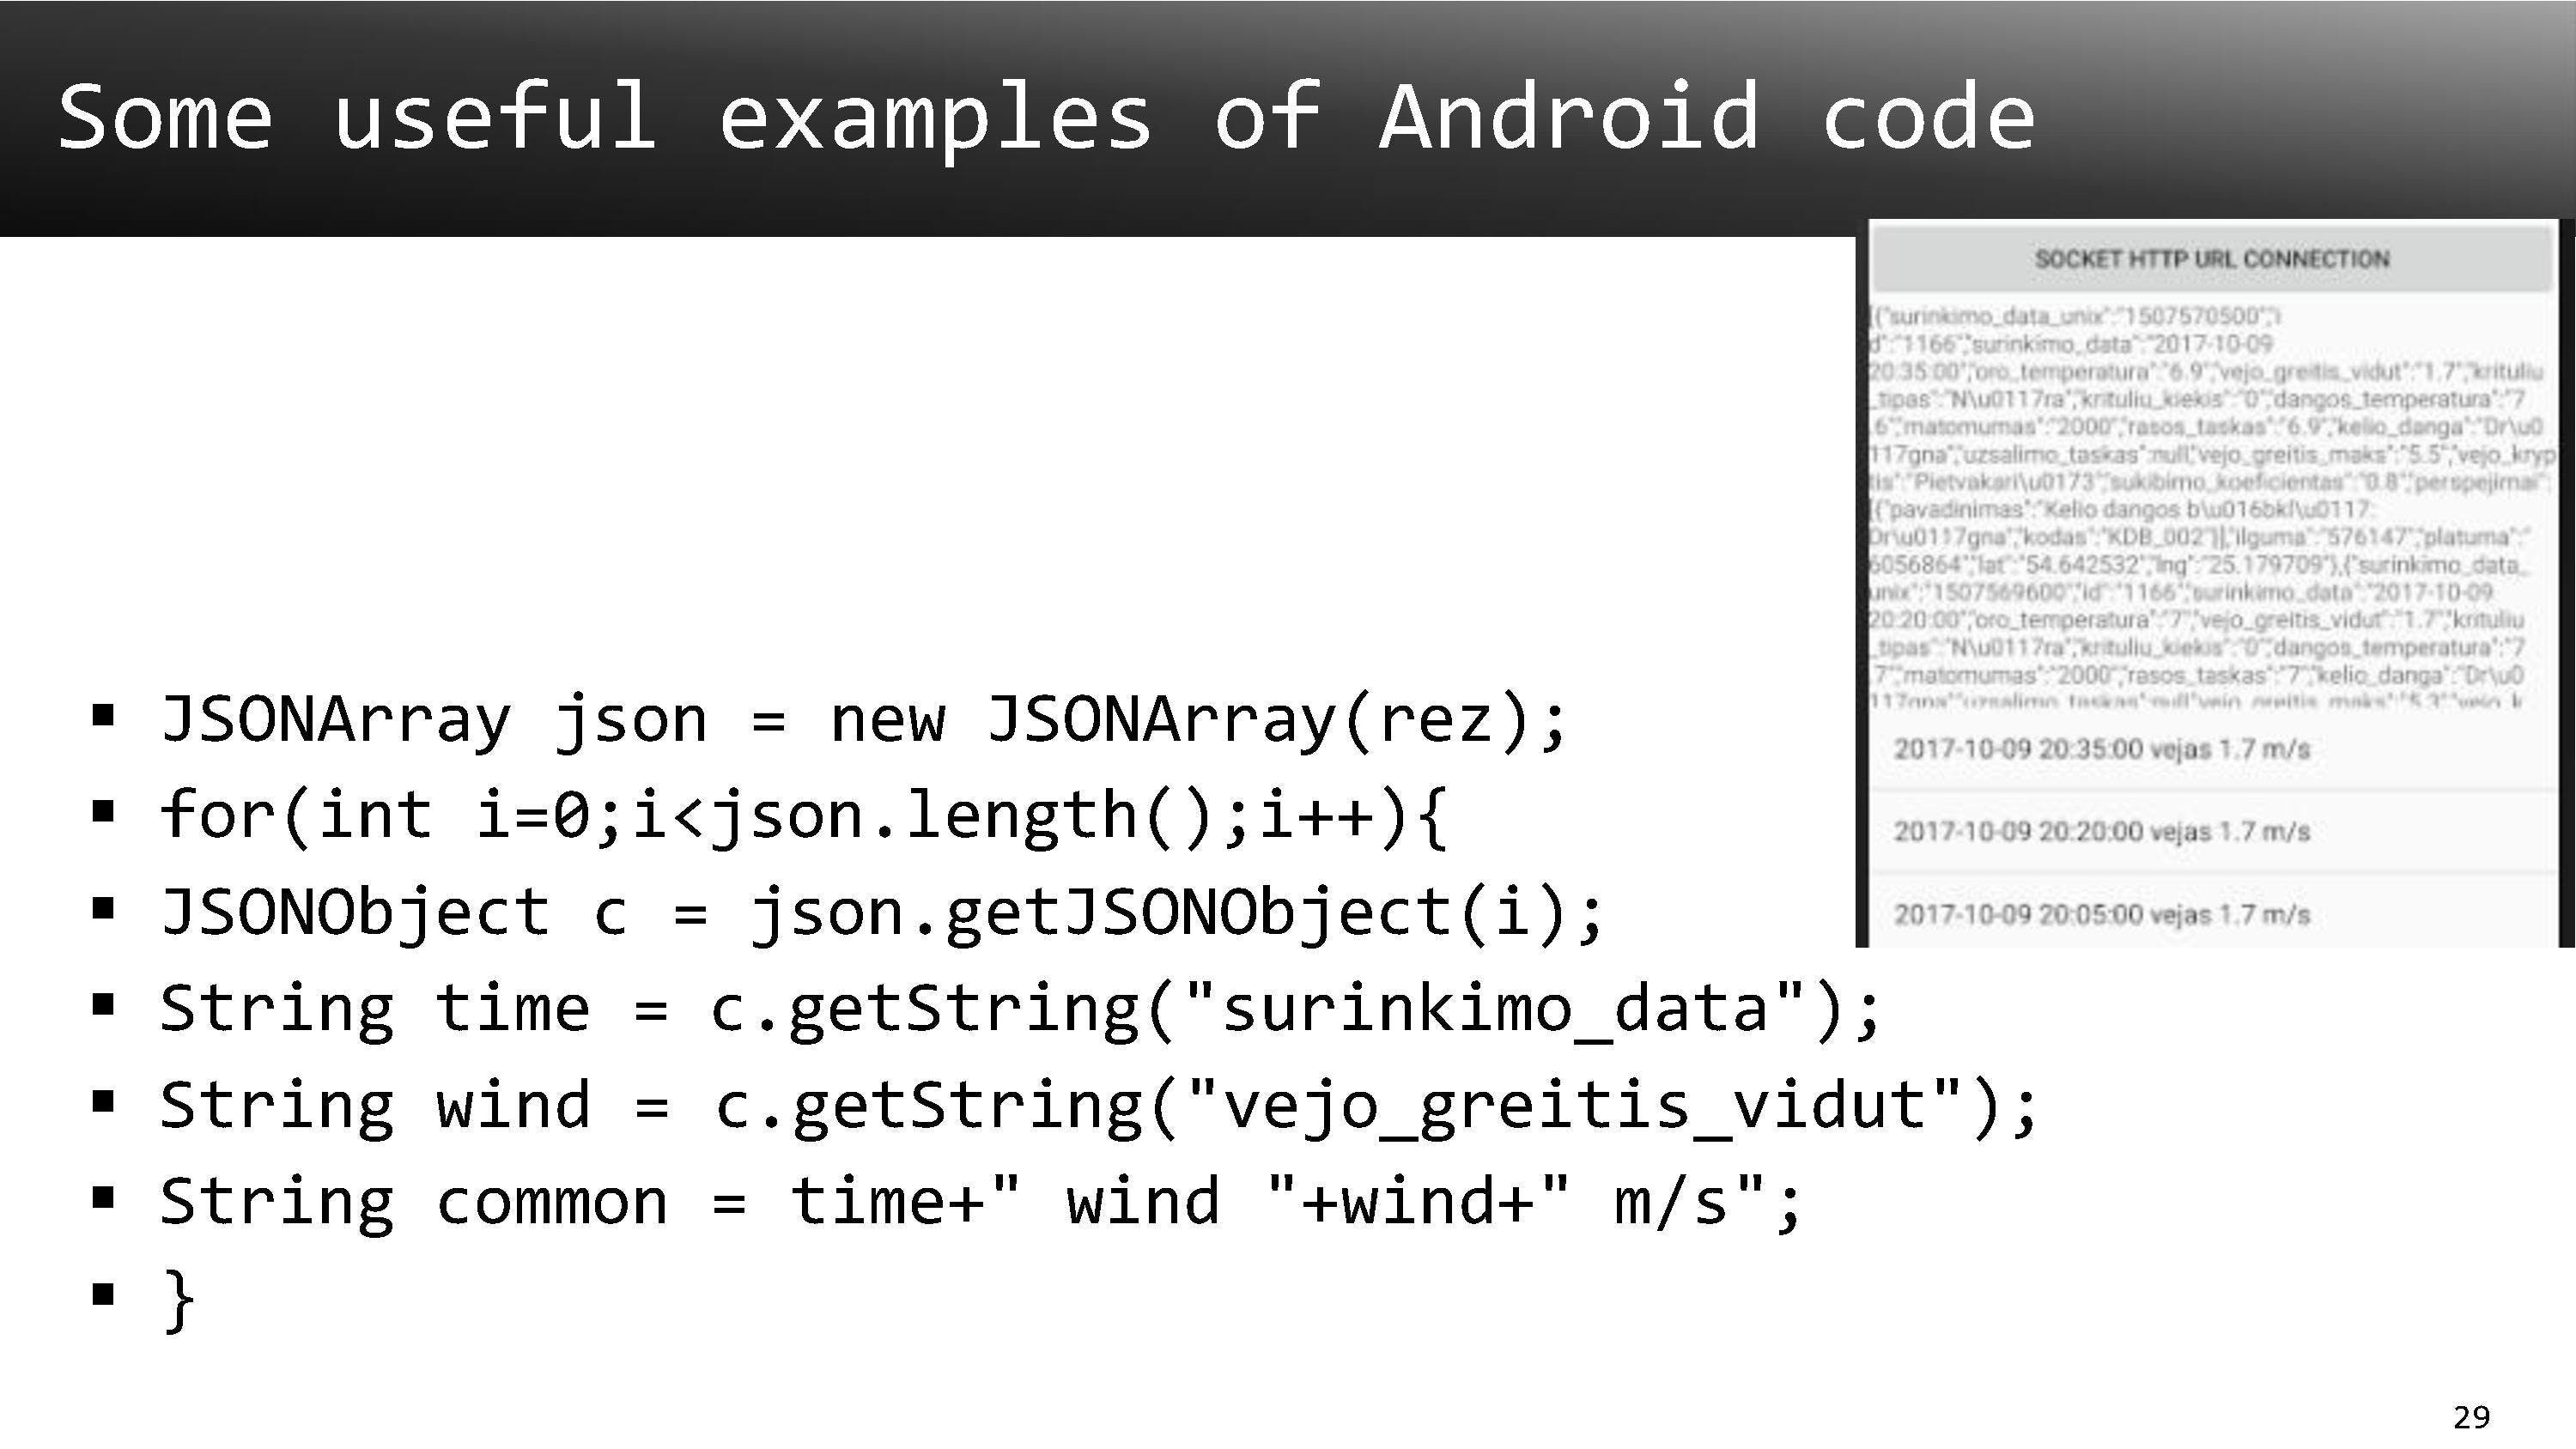 Some useful examples of Android code
SOCKET HTTP URL CONNECTION
[{"surinkimo_data_unix":"1507570500","i
d":"1166","surinkimo_data":"2017-10-09
20:35:00","oro_temperatura":"6.9","vejo_greitis_vidut":"1.7","krituliu
_tipas":"N\u0117ra","krituliu_kiekis":"0","dangos_temperatura":"7
.6","matomumas":"2000","rasos_taskas":"6.9","kelio_danga":"Dr\u0
117gna","uzsalimo_taskas":null,"vejo_greitis_maks":"5.5","vejo_kryp
tis":"Pietvakari\u0173","sukibimo_koeficientas":"0.8","perspejimai":
[{"pavadinimas":"Kelio dangos b\u016bkl\u0117:
Dr\u0117gna","kodas":"KDB_002"}],"ilguma":"576147","platuma":"
6056864","lat":"54.642532","lng":"25.179709"},{"surinkimo_data_
unix":"1507569600","id":"1166","surinkimo_data":"2017-10-09
20:20:00","oro_temperatura":"7","vejo_greitis_vidut":"1.7","krituliu
_tipas":"N\u0117ra","krituliu_kiekis":"0","dangos_temperatura":"7
.7","matomumas":"2000","rasos_taskas":"7","kelio_danga":"Dr\u0
117gna","uzsalimo_taskas":null,"vejo_greitis_maks":"5.3","vejo_k
2017-10-09 20:35:00 vejas 1.7 m/s
2017-10-09 20:20:00 vejas 1.7 m/s
2017-10-09 20:05:00 vejas 1.7 m/s
▪ JSONArray json = new JSONArray(rez);
▪ for(int i=0;i<json.length();i++){
▪ JSONObject c = json.getJSONObject(i);
▪ String time = c.getString("surinkimo_data");
▪ String wind = c.getString("vejo_greitis_vidut");
▪ String common = time+" wind "+wind+" m/s";
▪ }
29